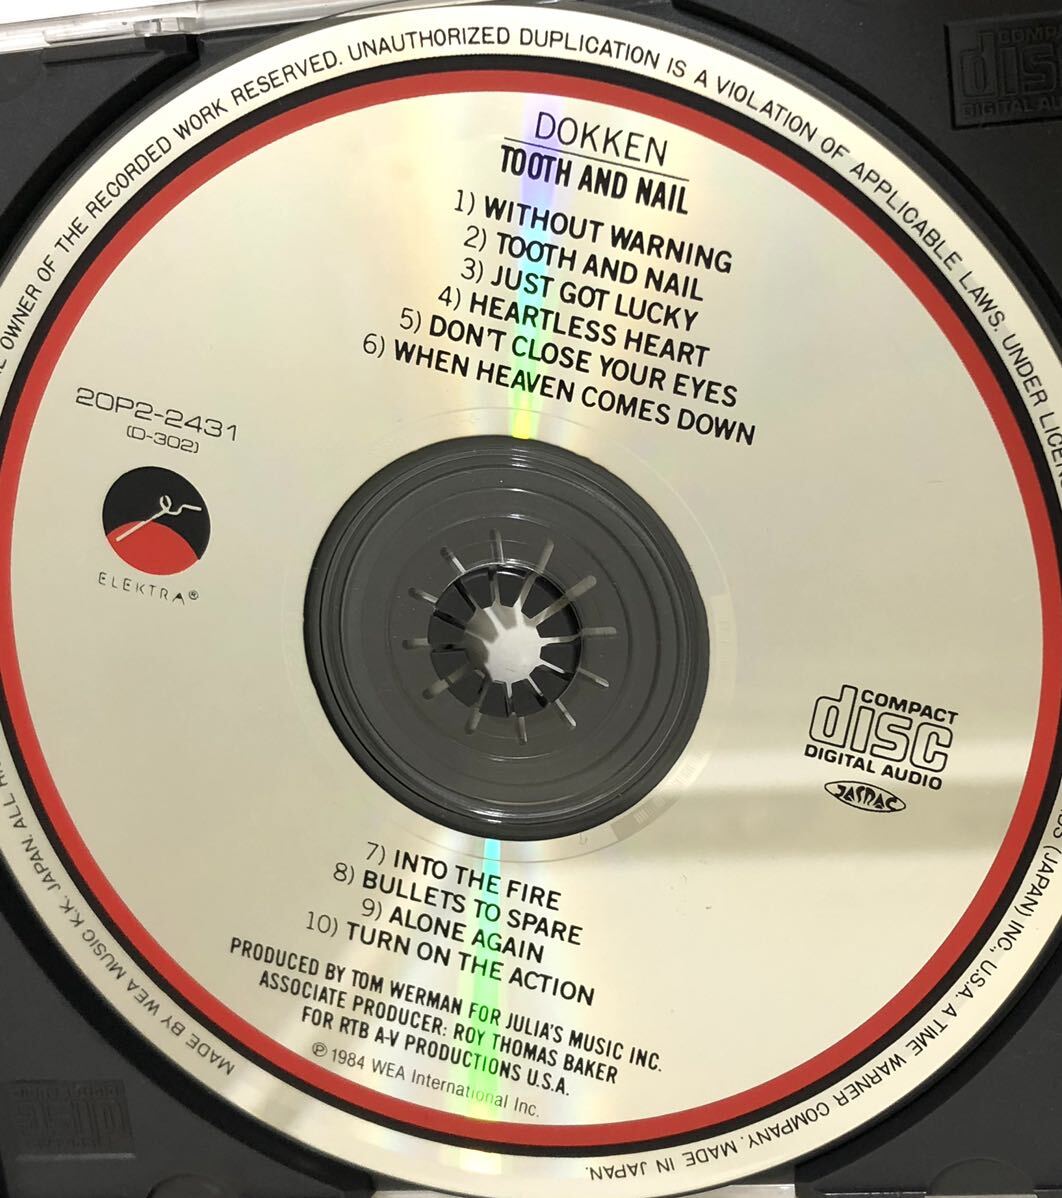 DOKKEN
TOOTH AND NAIL
1) WITHOUT WARNING
2) TOOTH AND NAIL
3) JUST GOT LUCKY
4) HEARTLESS HEART
5) DON'T CLOSE YOUR EYES
6) WHEN HEAVEN COMES DOWN
20P2-2431
(D-302)
ELEKTRA®
COMPACT
disc
DIGITAL AUDIO
JASRAC
7) INTO THE FIRE
8) BULLETS TO SPARE
9) ALONE AGAIN
10) TURN ON THE ACTION
PRODUCED BY TOM WERMAN FOR JULIA'S MUSIC INC.
ASSOCIATE PRODUCER: ROY THOMAS BAKER
FOR RTB A-V PRODUCTIONS U.S.A.
℗ 1984 WEA International Inc.
OWNER OF THE RECORDED WORK RESERVED. UNAUTHORIZED DUPLICATION IS A VIOLATION OF APPLICABLE LAWS. UNDER
(JAPAN) INC., U.S.A. A TIME WARNER COMPANY. MADE IN JAPAN.
MADE BY WEA MUSIC K.K. JAPAN. ALL
COMPA
disc
DIGITAL AU